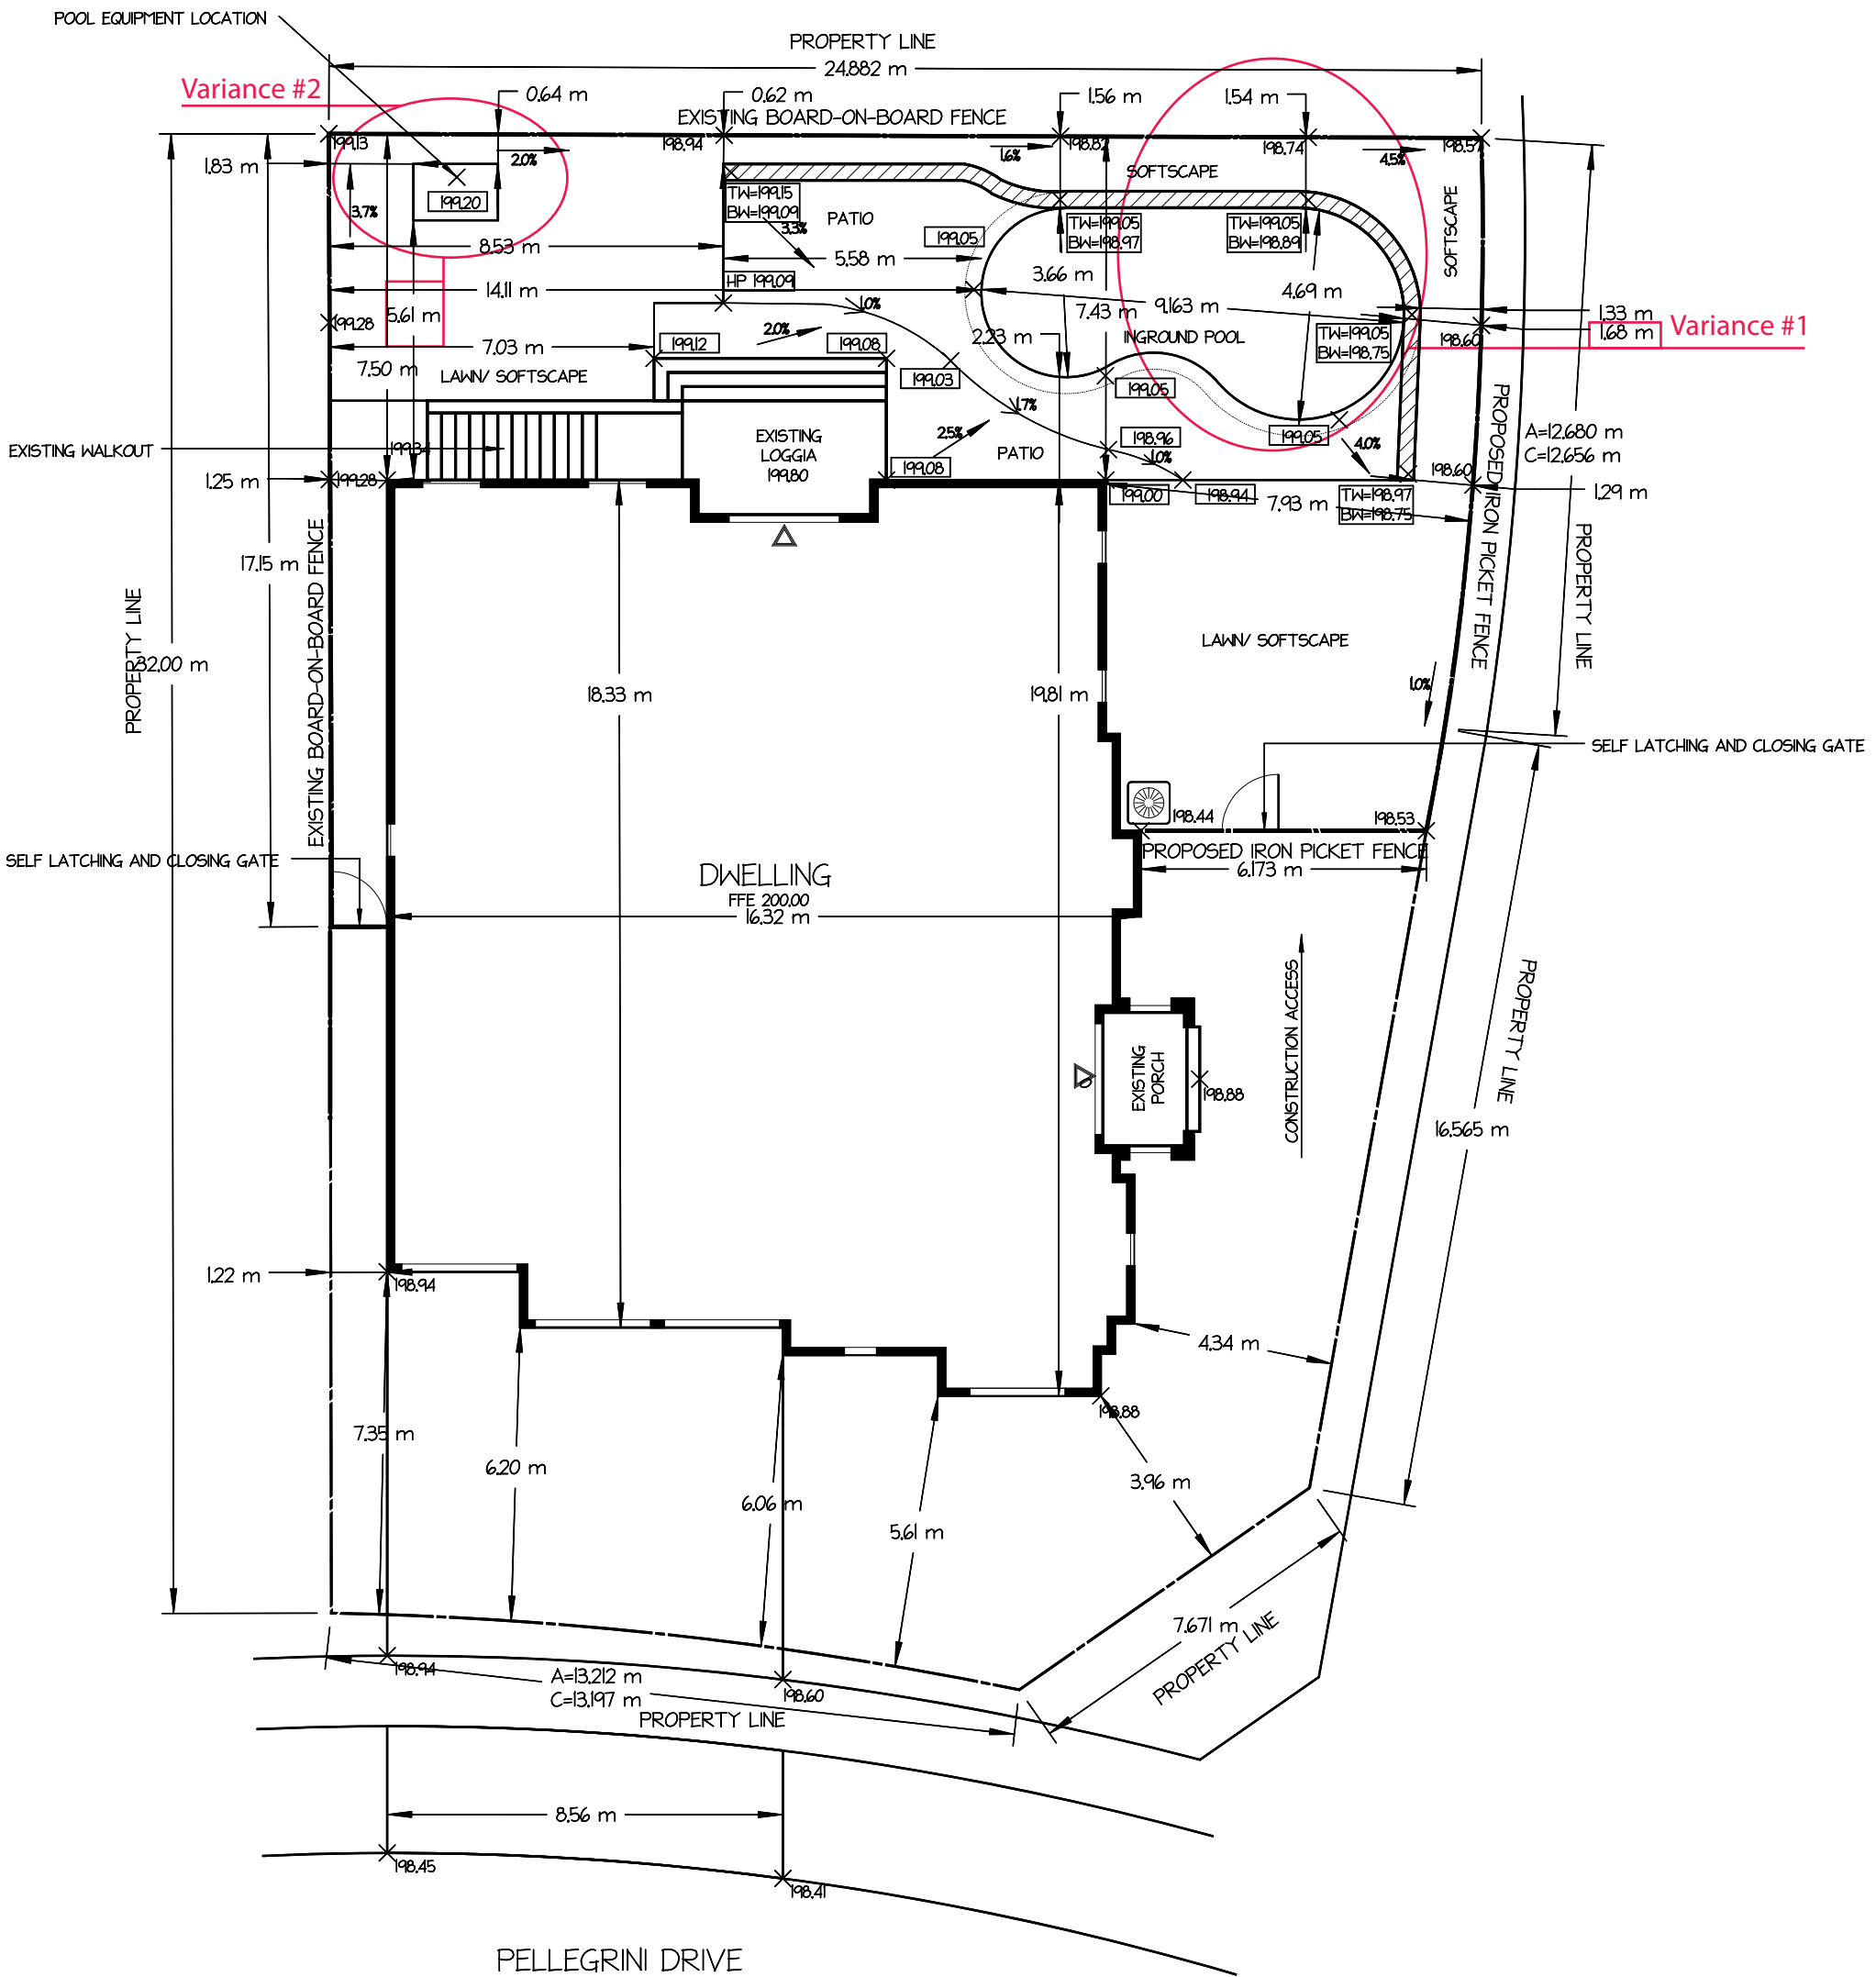 POOL EQUIPMENT LOCATION
PROPERTY LINE
24.882 m
Variance #2
0.64 m
0.62 m
1.56 m
1.54 m
EXISTING BOARD-ON-BOARD FENCE
199.13
198.94
198.82
198.74
198.57
2.0%
1.6%
4.5%
1.83 m
SOFTSCAPE
SOFTSCAPE
199.20
3.7%
TW=199.15
BW=199.09
3.3%
PATIO
TW=199.05
BW=198.97
TW=199.05
BW=198.89
199.05
8.53 m
5.58 m
3.66 m
HP 199.09
14.11 m
9.163 m
4.69 m
1.0%
7.43 m
5.61 m
1.33 m
199.28
2.0%
2.23 m
INGROUND POOL
TW=199.05
BW=198.75
1.68 m
Variance #1
7.03 m
199.12
199.08
198.60
7.50 m
LAWN/ SOFTSCAPE
199.03
199.05
1.7%
EXISTING WALKOUT
199.34
EXISTING
LOGGIA
199.80
2.5%
PATIO
198.96
199.05
4.0%
A=12.680 m
C=12.656 m
1.0%
199.08
198.60
1.25 m
199.28
199.00
198.94
7.93 m
TW=198.97
BW=198.75
1.29 m
PROPOSED IRON PICKET FENCE
PROPERTY LINE
17.15 m
EXISTING BOARD-ON-BOARD FENCE
PROPERTY LINE
32.00 m
18.33 m
19.81 m
LAWN/ SOFTSCAPE
1.0%
SELF LATCHING AND CLOSING GATE
198.44
198.53
SELF LATCHING AND CLOSING GATE
PROPOSED IRON PICKET FENCE
6.173 m
DWELLING
FFE 200.00
16.32 m
CONSTRUCTION ACCESS
PROPERTY LINE
EXISTING
PORCH
198.88
16.565 m
1.22 m
198.94
4.34 m
198.88
7.35 m
6.20 m
6.06 m
5.61 m
3.96 m
7.671 m
PROPERTY LINE
198.94
A=13.212 m
C=13.197 m
198.60
PROPERTY LINE
8.56 m
198.45
198.41
PELLEGRINI DRIVE